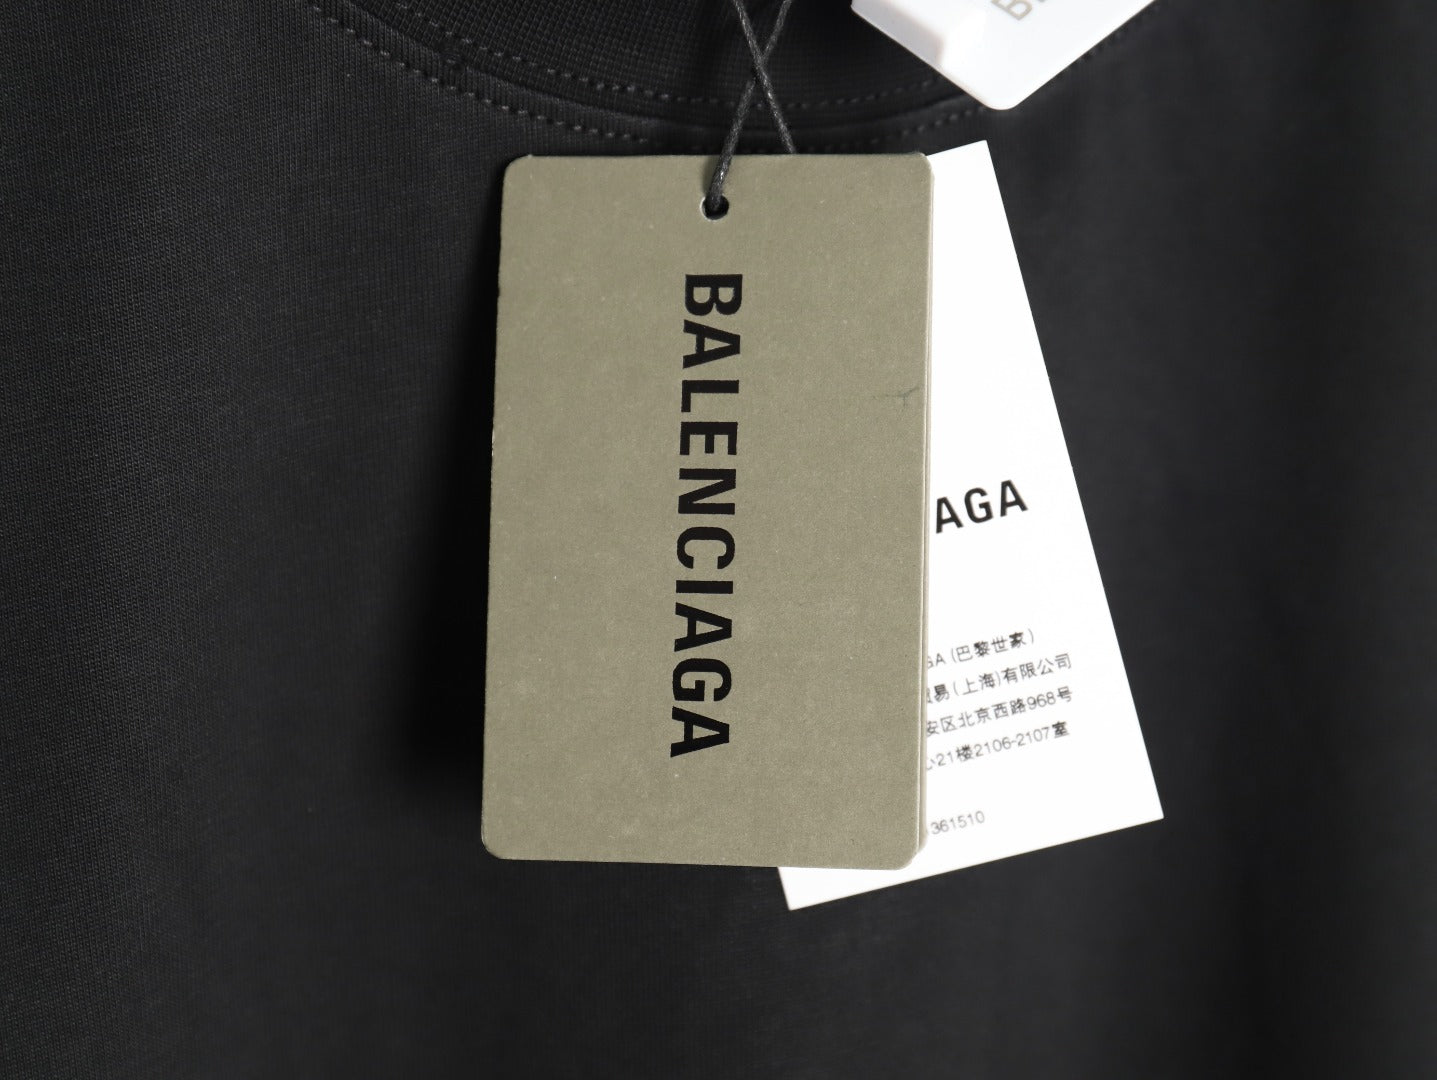 BALENCIAGA
AGA
GA (巴黎世家)
易(上海)有限公司
安区北京西路968号
心21楼2106-2107室
361510